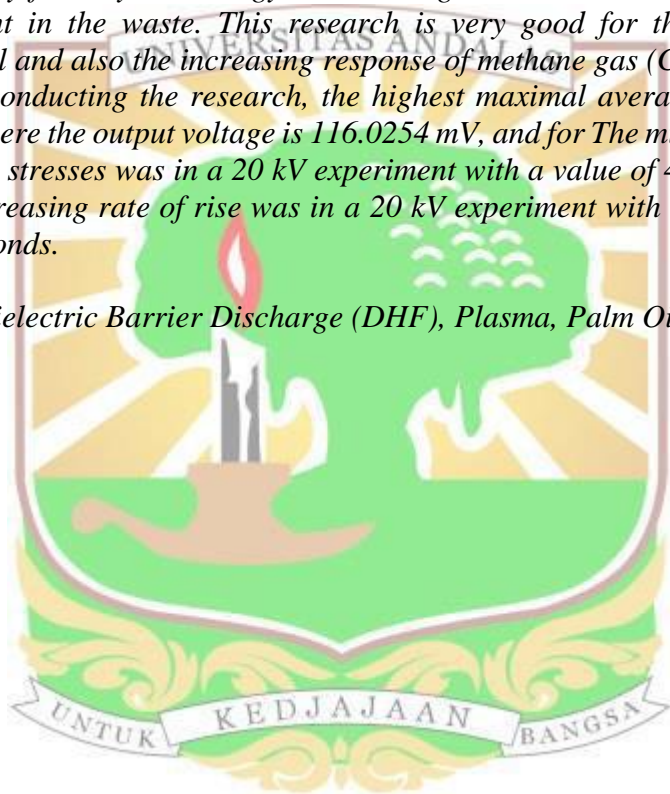 nt in the waste. This research is very good for th
l and also the increasing response of methane gas (C
onducting the research, the highest maximal avera
ere the output voltage is 116.0254 mV, and for The m
stresses was in a 20 kV experiment with a value of 4
creasing rate of rise was in a 20 kV experiment with
onds.
ielectric Barrier Discharge (DHF), Plasma, Palm O
UNIVERSITAS ANDALAS
UNTUK KEDJAJAAN BANGSA